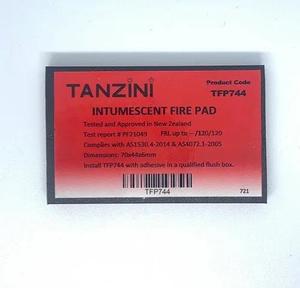 Product Code
TANZINI TFP744
INTUMESCENT FIRE PAD
Tested and Approved in New Zealand
Test report # PF21049 FRL up to --/120/120
Complies with AS1530.4-2014 & AS4072.1-2005
Dimensions: 70x44x6mm
Install TFP744 with adhesive in a qualified flush box.
TFP744
721